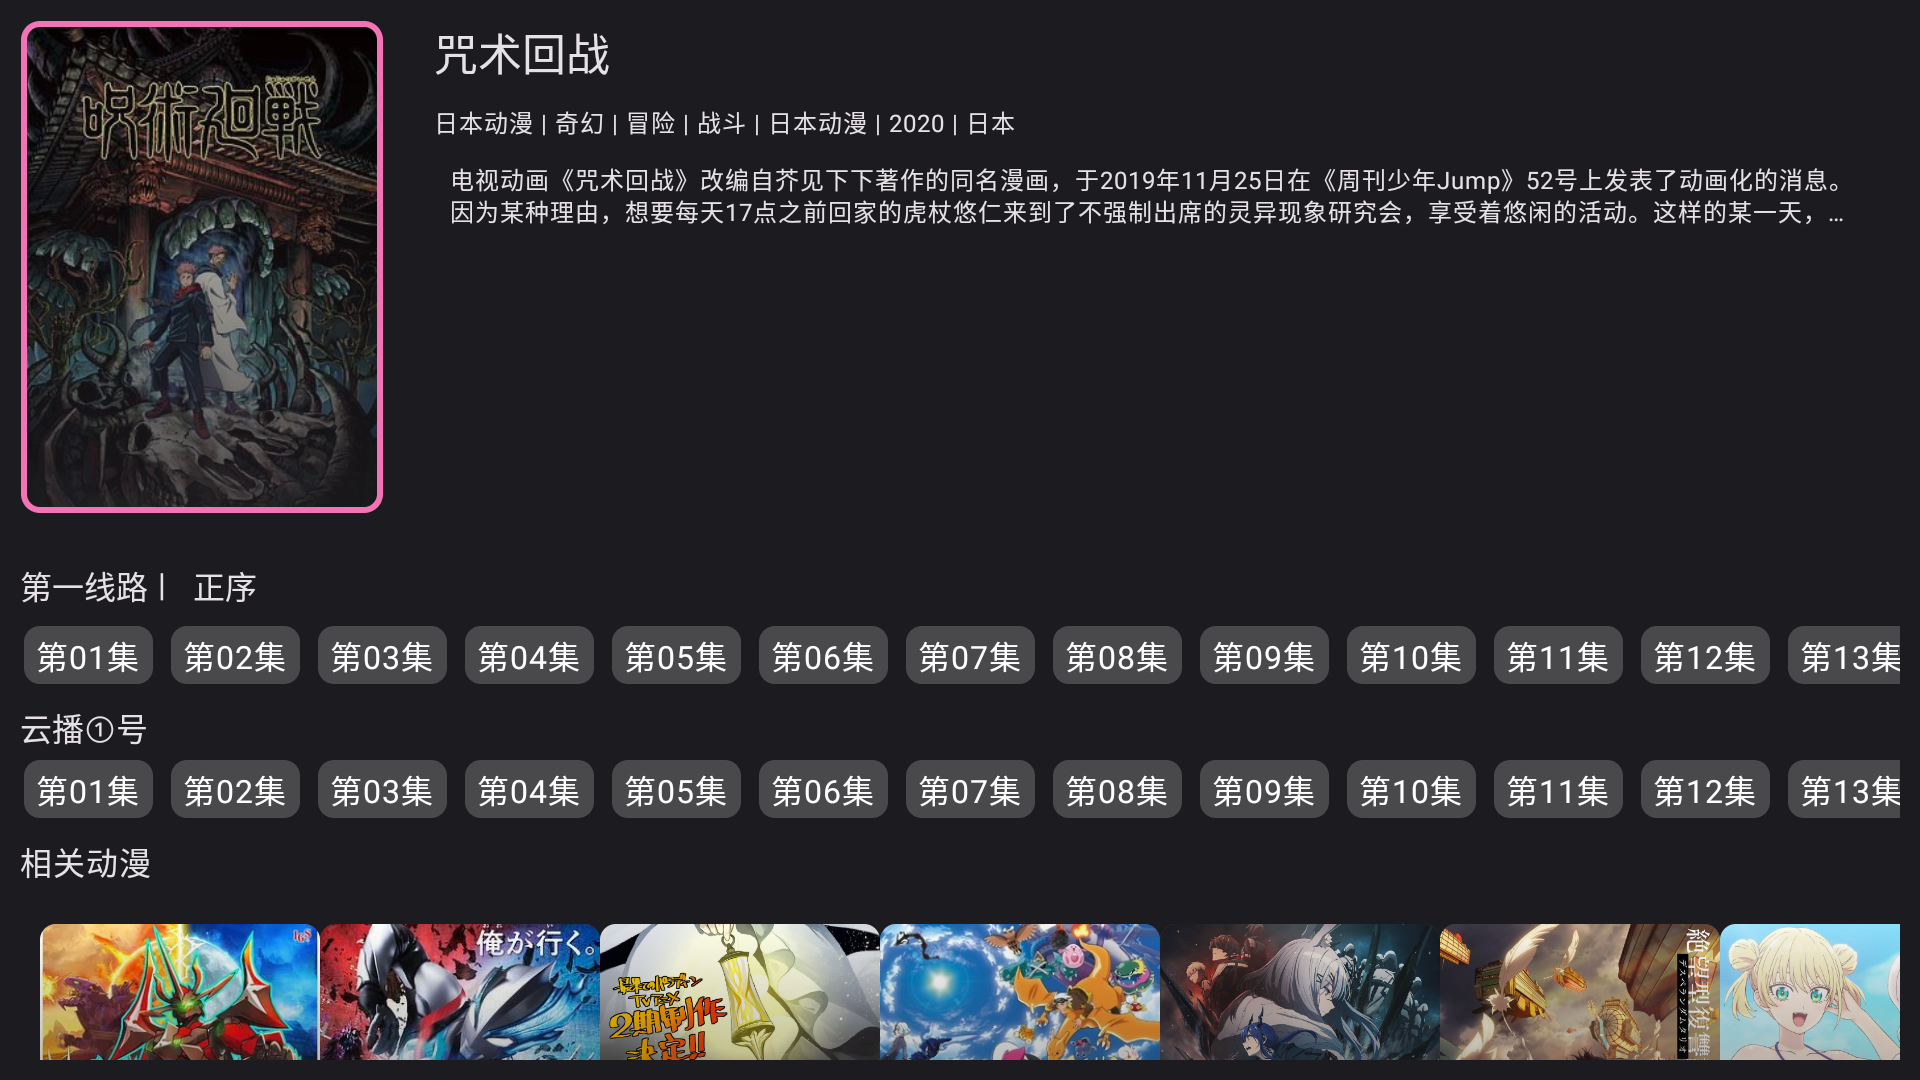 咒术回战
呪術廻戦
日本动漫 | 奇幻 | 冒险 | 战斗 | 日本动漫 | 2020 | 日本
电视动画《咒术回战》改编自芥见下下著作的同名漫画，于2019年11月25日在《周刊少年Jump》52号上发表了动画化的消息。
因为某种理由，想要每天17点之前回家的虎杖悠仁来到了不强制出席的灵异现象研究会，享受着悠闲的活动。这样的某一天，...
第一线路 | 正序
第01集 第02集 第03集 第04集 第05集 第06集 第07集 第08集 第09集 第10集 第11集 第12集 第13集
云播①号
第01集 第02集 第03集 第04集 第05集 第06集 第07集 第08集 第09集 第10集 第11集 第12集 第13集
相关动漫
俺が行く。
TVアニメ
2期制作
決定!!
デスペラアダムタリオ